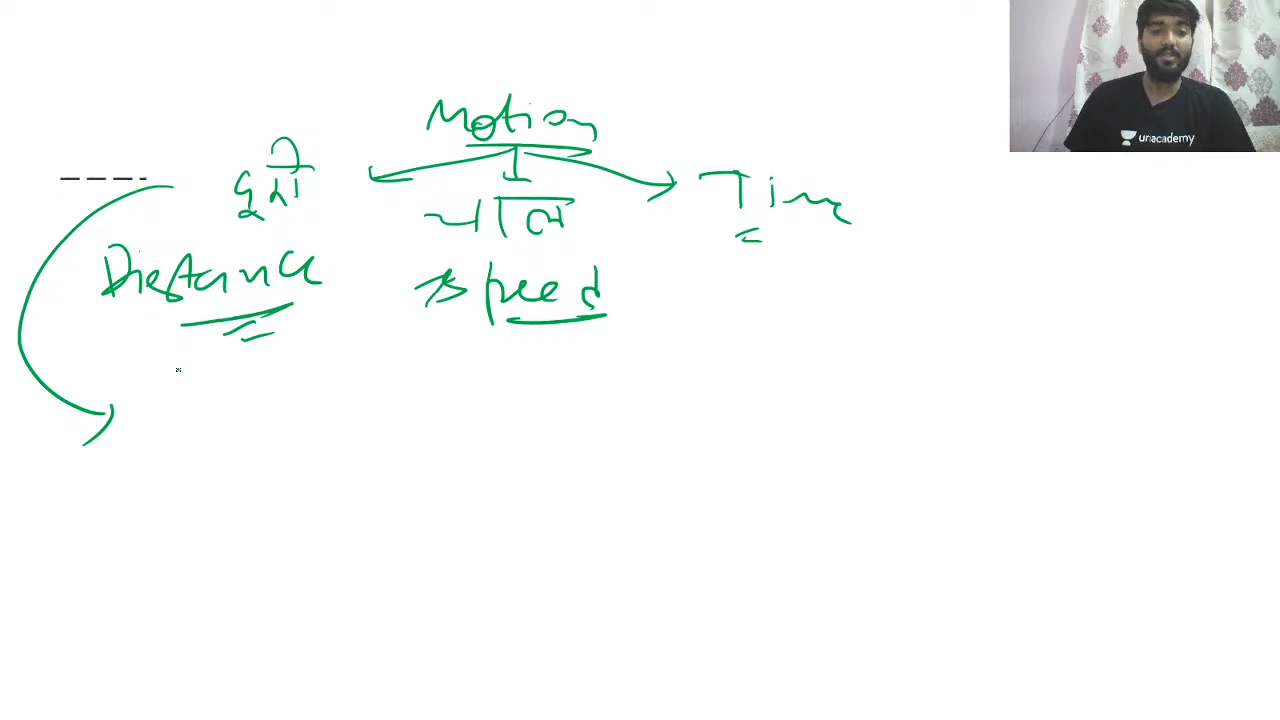 Motion
दूरी
चाल
Time
Distance
Speed
unacademy